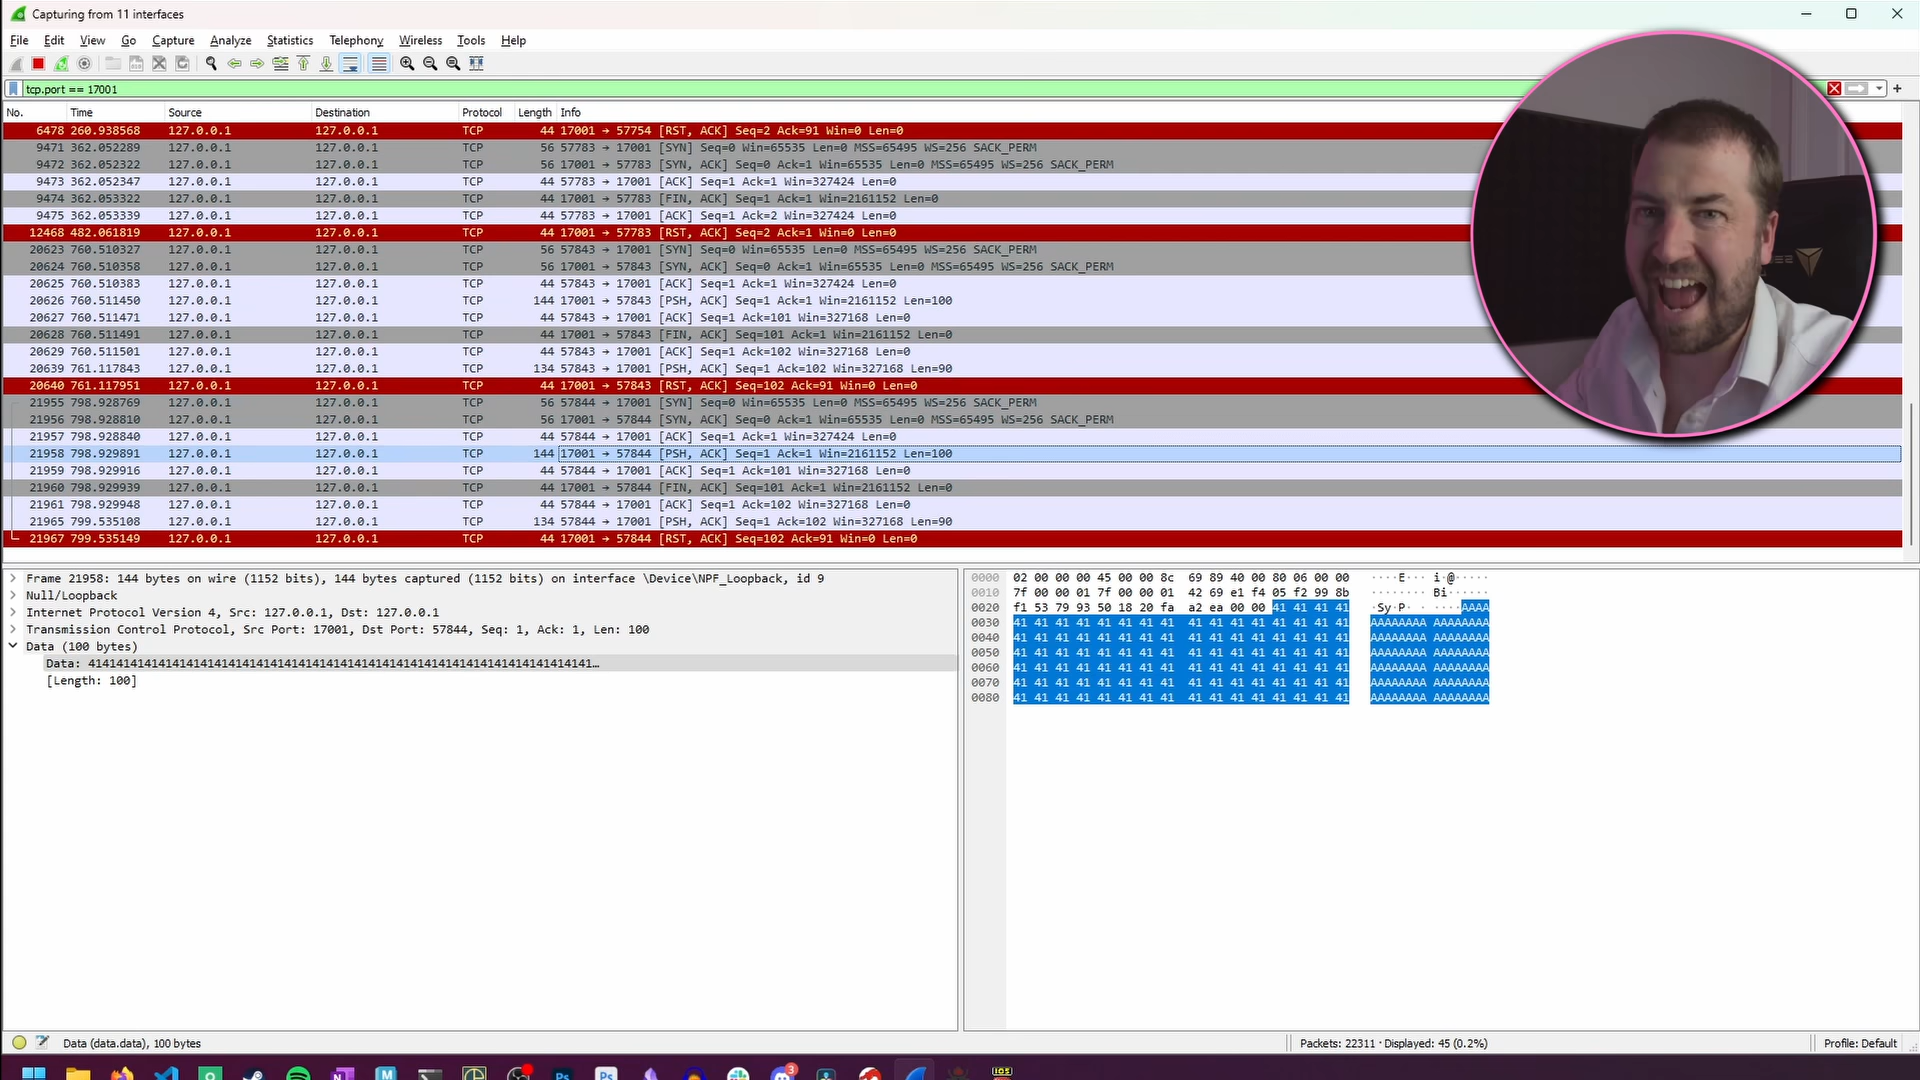 Capturing from 11 interfaces
File Edit View Go Capture Analyze Statistics Telephony Wireless Tools Help
tcp.port == 17001
No. Time Source Destination Protocol Length Info
6478 260.938568 127.0.0.1 127.0.0.1 TCP 44 17001 → 57754 [RST, ACK] Seq=2 Ack=91 Win=0 Len=0
9471 362.052289 127.0.0.1 127.0.0.1 TCP 56 57783 → 17001 [SYN] Seq=0 Win=65535 Len=0 MSS=65495 WS=256 SACK_PERM
9472 362.052322 127.0.0.1 127.0.0.1 TCP 56 17001 → 57783 [SYN, ACK] Seq=0 Ack=1 Win=65535 Len=0 MSS=65495 WS=256 SACK_PERM
9473 362.052347 127.0.0.1 127.0.0.1 TCP 44 57783 → 17001 [ACK] Seq=1 Ack=1 Win=327424 Len=0
9474 362.053322 127.0.0.1 127.0.0.1 TCP 44 17001 → 57783 [FIN, ACK] Seq=1 Ack=1 Win=2161152 Len=0
9475 362.053339 127.0.0.1 127.0.0.1 TCP 44 57783 → 17001 [ACK] Seq=1 Ack=2 Win=327424 Len=0
12468 482.061819 127.0.0.1 127.0.0.1 TCP 44 17001 → 57783 [RST, ACK] Seq=2 Ack=1 Win=0 Len=0
20623 760.510327 127.0.0.1 127.0.0.1 TCP 56 57843 → 17001 [SYN] Seq=0 Win=65535 Len=0 MSS=65495 WS=256 SACK_PERM
20624 760.510358 127.0.0.1 127.0.0.1 TCP 56 17001 → 57843 [SYN, ACK] Seq=0 Ack=1 Win=65535 Len=0 MSS=65495 WS=256 SACK_PERM
20625 760.510383 127.0.0.1 127.0.0.1 TCP 44 57843 → 17001 [ACK] Seq=1 Ack=1 Win=327424 Len=0
20626 760.511450 127.0.0.1 127.0.0.1 TCP 144 17001 → 57843 [PSH, ACK] Seq=1 Ack=1 Win=2161152 Len=100
20627 760.511471 127.0.0.1 127.0.0.1 TCP 44 57843 → 17001 [ACK] Seq=1 Ack=101 Win=327168 Len=0
20628 760.511491 127.0.0.1 127.0.0.1 TCP 44 17001 → 57843 [FIN, ACK] Seq=101 Ack=1 Win=2161152 Len=0
20629 760.511501 127.0.0.1 127.0.0.1 TCP 44 57843 → 17001 [ACK] Seq=1 Ack=102 Win=327168 Len=0
20639 761.117843 127.0.0.1 127.0.0.1 TCP 134 57843 → 17001 [PSH, ACK] Seq=1 Ack=102 Win=327168 Len=90
20640 761.117951 127.0.0.1 127.0.0.1 TCP 44 17001 → 57843 [RST, ACK] Seq=102 Ack=91 Win=0 Len=0
21955 798.928769 127.0.0.1 127.0.0.1 TCP 56 57844 → 17001 [SYN] Seq=0 Win=65535 Len=0 MSS=65495 WS=256 SACK_PERM
21956 798.928810 127.0.0.1 127.0.0.1 TCP 56 17001 → 57844 [SYN, ACK] Seq=0 Ack=1 Win=65535 Len=0 MSS=65495 WS=256 SACK_PERM
21957 798.928840 127.0.0.1 127.0.0.1 TCP 44 57844 → 17001 [ACK] Seq=1 Ack=1 Win=327424 Len=0
21958 798.929891 127.0.0.1 127.0.0.1 TCP 144 17001 → 57844 [PSH, ACK] Seq=1 Ack=1 Win=2161152 Len=100
21959 798.929916 127.0.0.1 127.0.0.1 TCP 44 57844 → 17001 [ACK] Seq=1 Ack=101 Win=327168 Len=0
21960 798.929939 127.0.0.1 127.0.0.1 TCP 44 17001 → 57844 [FIN, ACK] Seq=101 Ack=1 Win=2161152 Len=0
21961 798.929948 127.0.0.1 127.0.0.1 TCP 44 57844 → 17001 [ACK] Seq=1 Ack=102 Win=327168 Len=0
21965 799.535108 127.0.0.1 127.0.0.1 TCP 134 57844 → 17001 [PSH, ACK] Seq=1 Ack=102 Win=327168 Len=90
21967 799.535149 127.0.0.1 127.0.0.1 TCP 44 17001 → 57844 [RST, ACK] Seq=102 Ack=91 Win=0 Len=0
Frame 21958: 144 bytes on wire (1152 bits), 144 bytes captured (1152 bits) on interface \Device\NPF_Loopback, id 9
Null/Loopback
Internet Protocol Version 4, Src: 127.0.0.1, Dst: 127.0.0.1
Transmission Control Protocol, Src Port: 17001, Dst Port: 57844, Seq: 1, Ack: 1, Len: 100
Data (100 bytes)
Data: 414141414141414141414141414141414141414141414141414141414141414141414141…
[Length: 100]
0000 02 00 00 00 45 00 00 8c 69 89 40 00 80 06 00 00 ····E··· i·@·····
0010 7f 00 00 01 7f 00 00 01 42 69 e1 f4 05 f2 99 8b ········ Bi······
0020 f1 53 79 93 50 18 20 fa a2 ea 00 00 41 41 41 41 ·Sy·P· · ····AAAA
0030 41 41 41 41 41 41 41 41 41 41 41 41 41 41 41 41 AAAAAAAA AAAAAAAA
0040 41 41 41 41 41 41 41 41 41 41 41 41 41 41 41 41 AAAAAAAA AAAAAAAA
0050 41 41 41 41 41 41 41 41 41 41 41 41 41 41 41 41 AAAAAAAA AAAAAAAA
0060 41 41 41 41 41 41 41 41 41 41 41 41 41 41 41 41 AAAAAAAA AAAAAAAA
0070 41 41 41 41 41 41 41 41 41 41 41 41 41 41 41 41 AAAAAAAA AAAAAAAA
0080 41 41 41 41 41 41 41 41 41 41 41 41 41 41 41 41 AAAAAAAA AAAAAAAA
Data (data.data), 100 bytes
Packets: 22311 · Displayed: 45 (0.2%)
Profile: Default